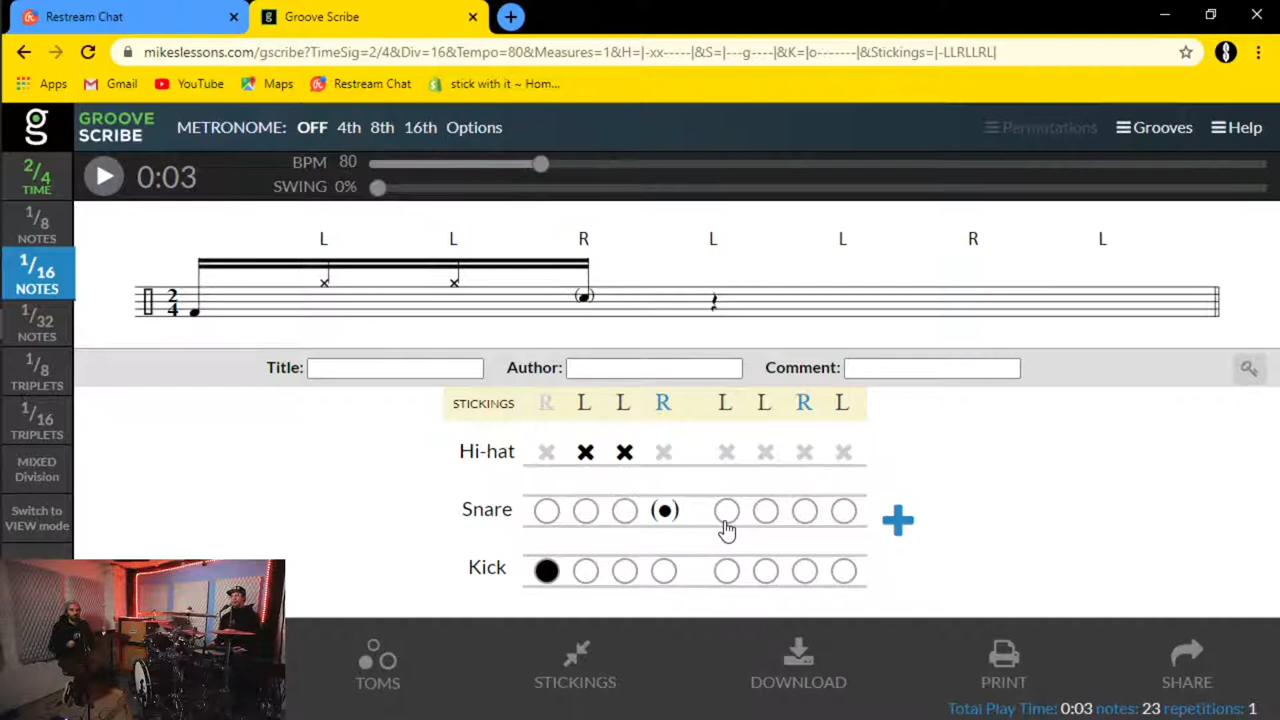 Restream Chat
Groove Scribe
mikeslessons.com/gscribe?TimeSig=2/4&Div=16&Tempo=80&Measures=1&H=|-xx-----|&S=|---g----|&K=|o-------|&Stickings=|-LLRLLRL|
Apps Gmail YouTube Maps Restream Chat stick with it ~ Hom...
g GROOVE SCRIBE METRONOME: OFF 4th 8th 16th Options Permutations Grooves Help
2/4 TIME
0:03
BPM 80
SWING 0%
1/8 NOTES
1/16 NOTES
1/32 NOTES
1/8 TRIPLETS
1/16 TRIPLETS
MIXED Division
Switch to VIEW mode
L L R L L R L
2
4
Title: Author: Comment:
STICKINGS R L L R L L R L
Hi-hat
Snare
Kick
TOMS STICKINGS DOWNLOAD PRINT SHARE
Total Play Time: 0:03 notes: 23 repetitions: 1